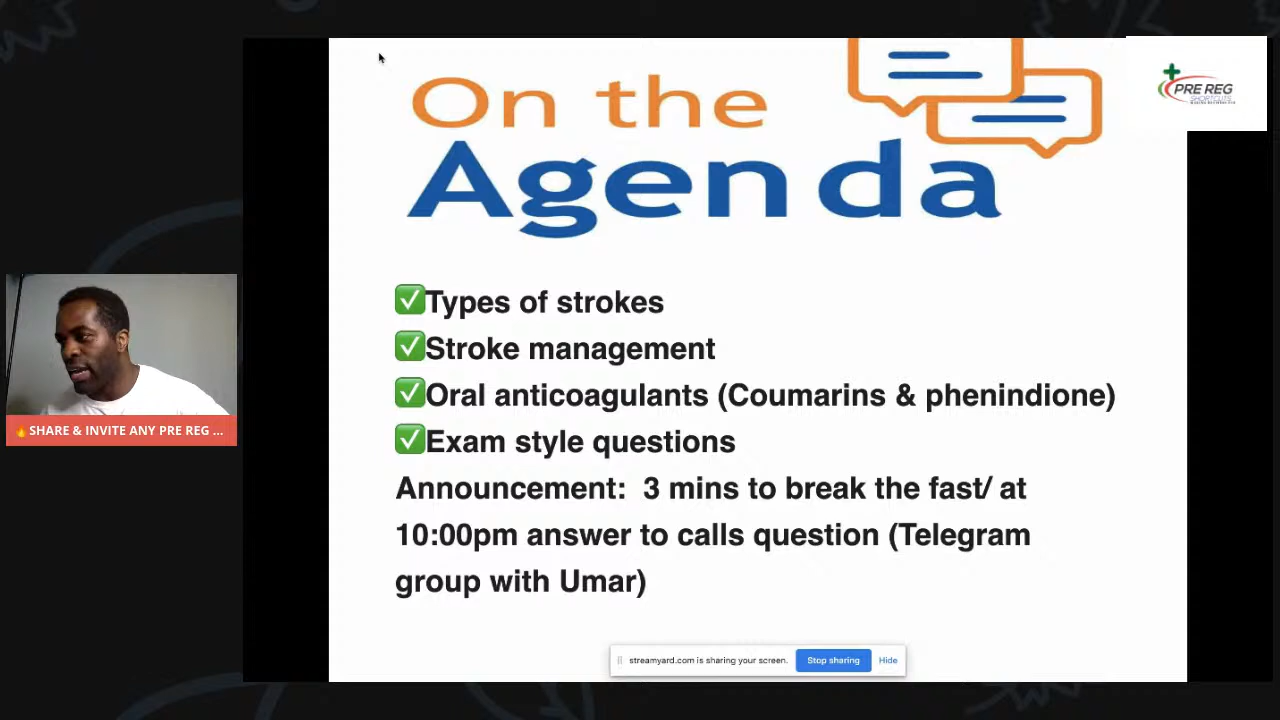 On the
Agenda
✅Types of strokes
✅Stroke management
✅Oral anticoagulants (Coumarins & phenindione)
✅Exam style questions
Announcement:  3 mins to break the fast/ at
10:00pm answer to calls question (Telegram
group with Umar)
PRE REG
SHORTCUTS
🔥SHARE & INVITE ANY PRE REG ...
streamyard.com is sharing your screen.
Stop sharing
Hide